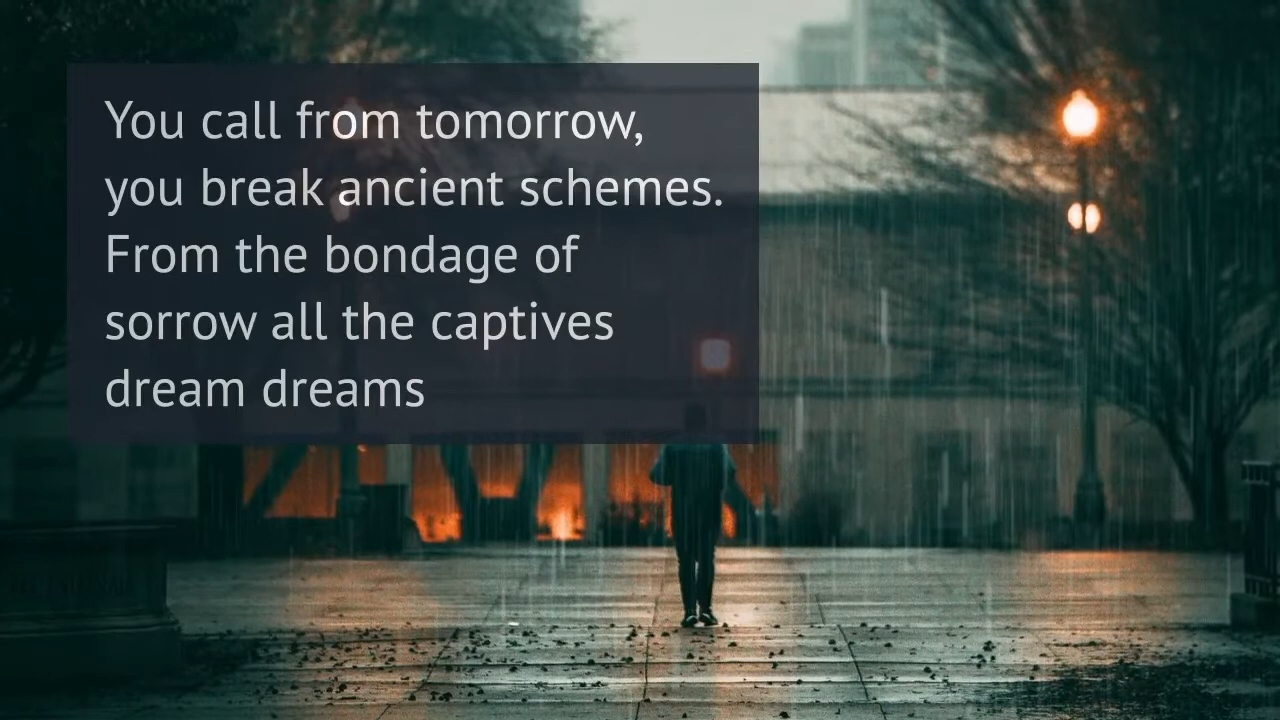 You call from tomorrow,
you break ancient schemes.
From the bondage of
sorrow all the captives
dream dreams